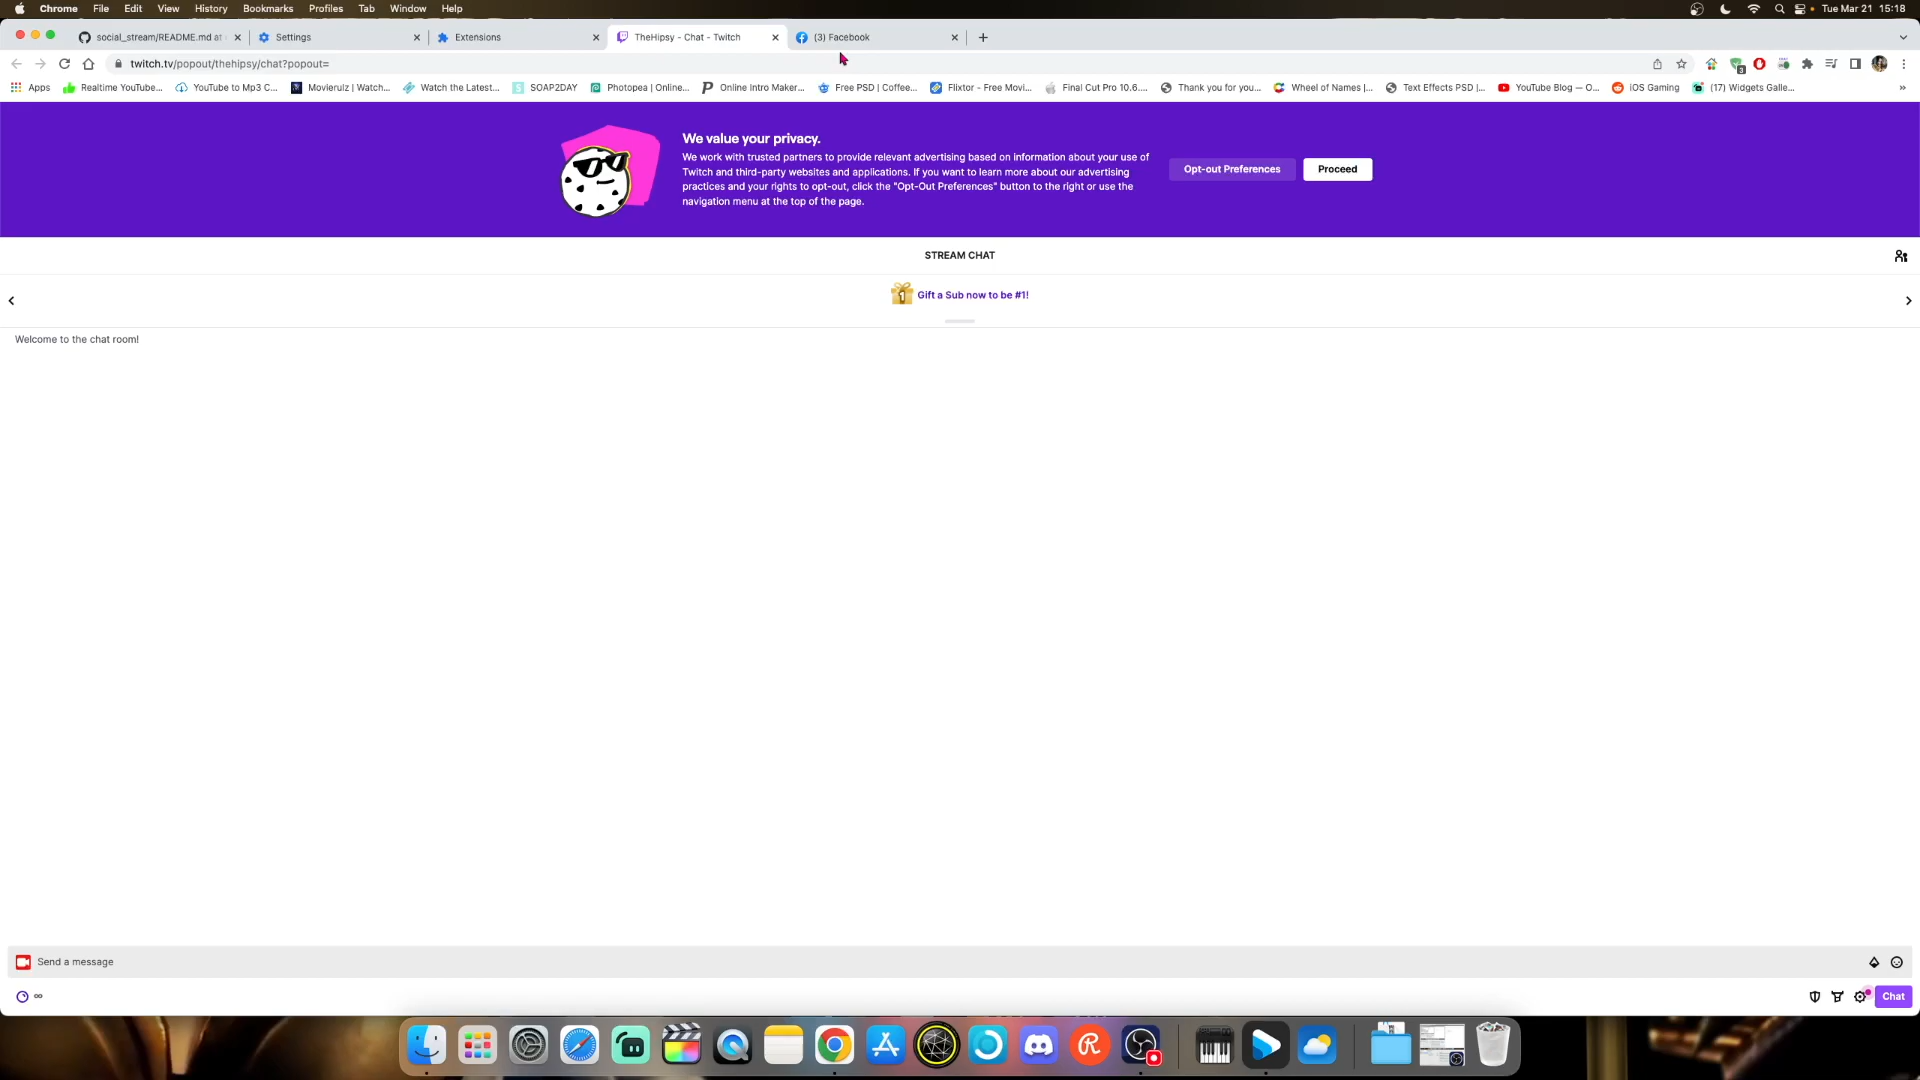 Chrome File Edit View History Bookmarks Profiles Tab Window Help Tue Mar 21 15:18
social_stream/README.md at Settings Extensions TheHipsy - Chat - Twitch (3) Facebook
twitch.tv/popout/thehipsy/chat?popout= 3
Apps Realtime YouTube... YouTube to Mp3 C... Movierulz | Watch... Watch the Latest... SOAP2DAY Photopea | Online... Online Intro Maker... Free PSD | Coffee... Flixtor - Free Movi... Final Cut Pro 10.6.... Thank you for you... Wheel of Names |... Text Effects PSD |... YouTube Blog — O... iOS Gaming (17) Widgets Galle... »
We value your privacy.
We work with trusted partners to provide relevant advertising based on information about your use of
Twitch and third-party websites and applications. If you want to learn more about our advertising
practices and your rights to opt-out, click the "Opt-Out Preferences" button to the right or use the
navigation menu at the top of the page.
Opt-out Preferences Proceed
STREAM CHAT
1 Gift a Sub now to be #1!
Welcome to the chat room!
Send a message
∞ Chat